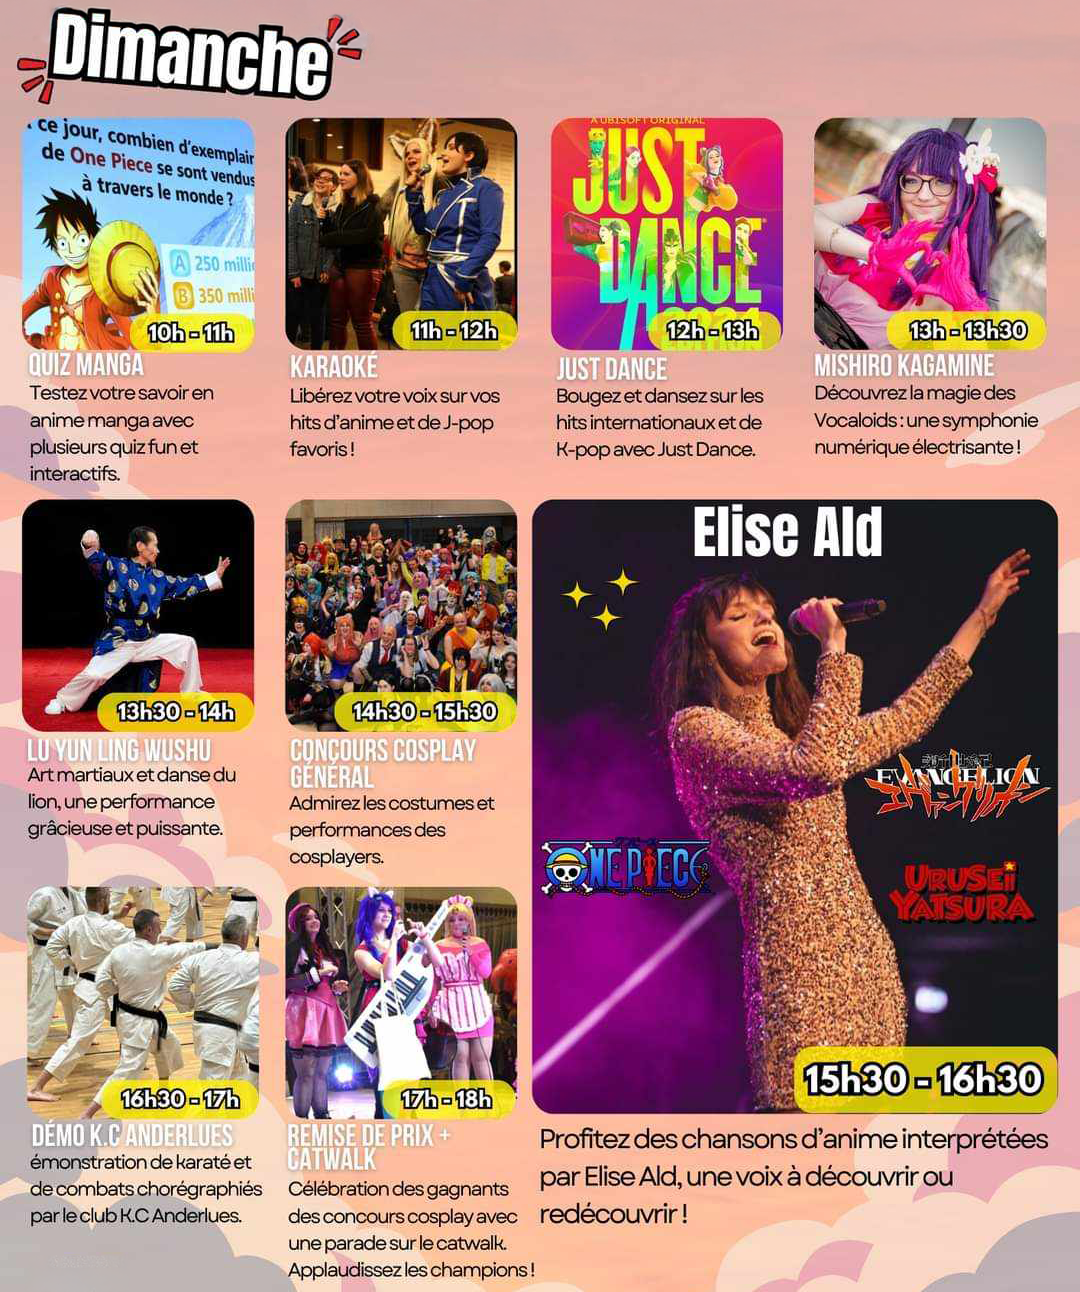 Dimanche
ce jour, combien d'exemplair
de One Piece se sont vendus
à travers le monde ?
A 250 milli
B 350 milli
10h - 11h
QUIZ MANGA
Testez votre savoir en
anime manga avec
plusieurs quiz fun et
interactifs.
11h - 12h
KARAOKÉ
Libérez votre voix sur vos
hits d'anime et de J-pop
favoris !
A UBISOFT ORIGINAL
JUST
DANCE
12h - 13h
JUST DANCE
Bougez et dansez sur les
hits internationaux et de
K-pop avec Just Dance.
13h - 13h30
MISHIRO KAGAMINE
Découvrez la magie des
Vocaloids : une symphonie
numérique électrisante !
13h30 - 14h
LU YUN LING WUSHU
Art martiaux et danse du
lion, une performance
grâcieuse et puissante.
14h30 - 15h30
CONCOURS COSPLAY
GÉNÉRAL
Admirez les costumes et
performances des
cosplayers.
Elise Ald
EVANGELION
ONE PIECE
URUSEi
YATSURA
15h30 - 16h30
Profitez des chansons d'anime interprétées
par Elise Ald, une voix à découvrir ou
redécouvrir !
16h30 - 17h
DÉMO K.C ANDERLUES
émonstration de karaté et
de combats chorégraphiés
par le club K.C Anderlues.
17h - 18h
REMISE DE PRIX +
CATWALK
Célébration des gagnants
des concours cosplay avec
une parade sur le catwalk.
Applaudissez les champions !